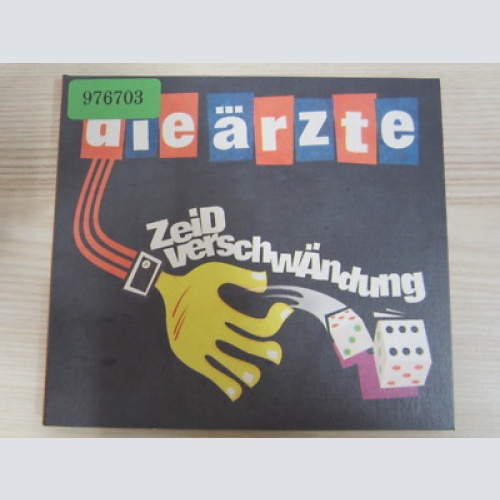 976703
die ärzte
ZeiD
verschwÄndung